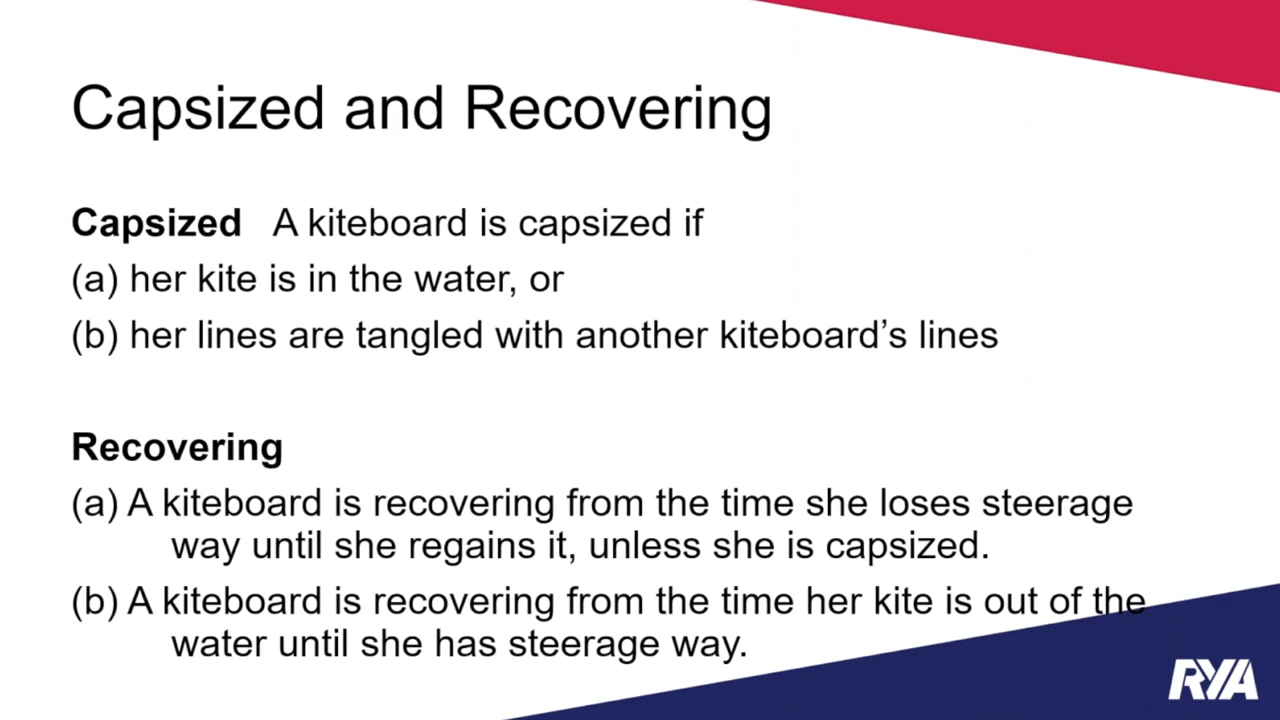 Capsized and Recovering
Capsized A kiteboard is capsized if
(a) her kite is in the water, or
(b) her lines are tangled with another kiteboard’s lines
Recovering
(a) A kiteboard is recovering from the time she loses steerage
way until she regains it, unless she is capsized.
(b) A kiteboard is recovering from the time her kite is out of the
water until she has steerage way.
RYA